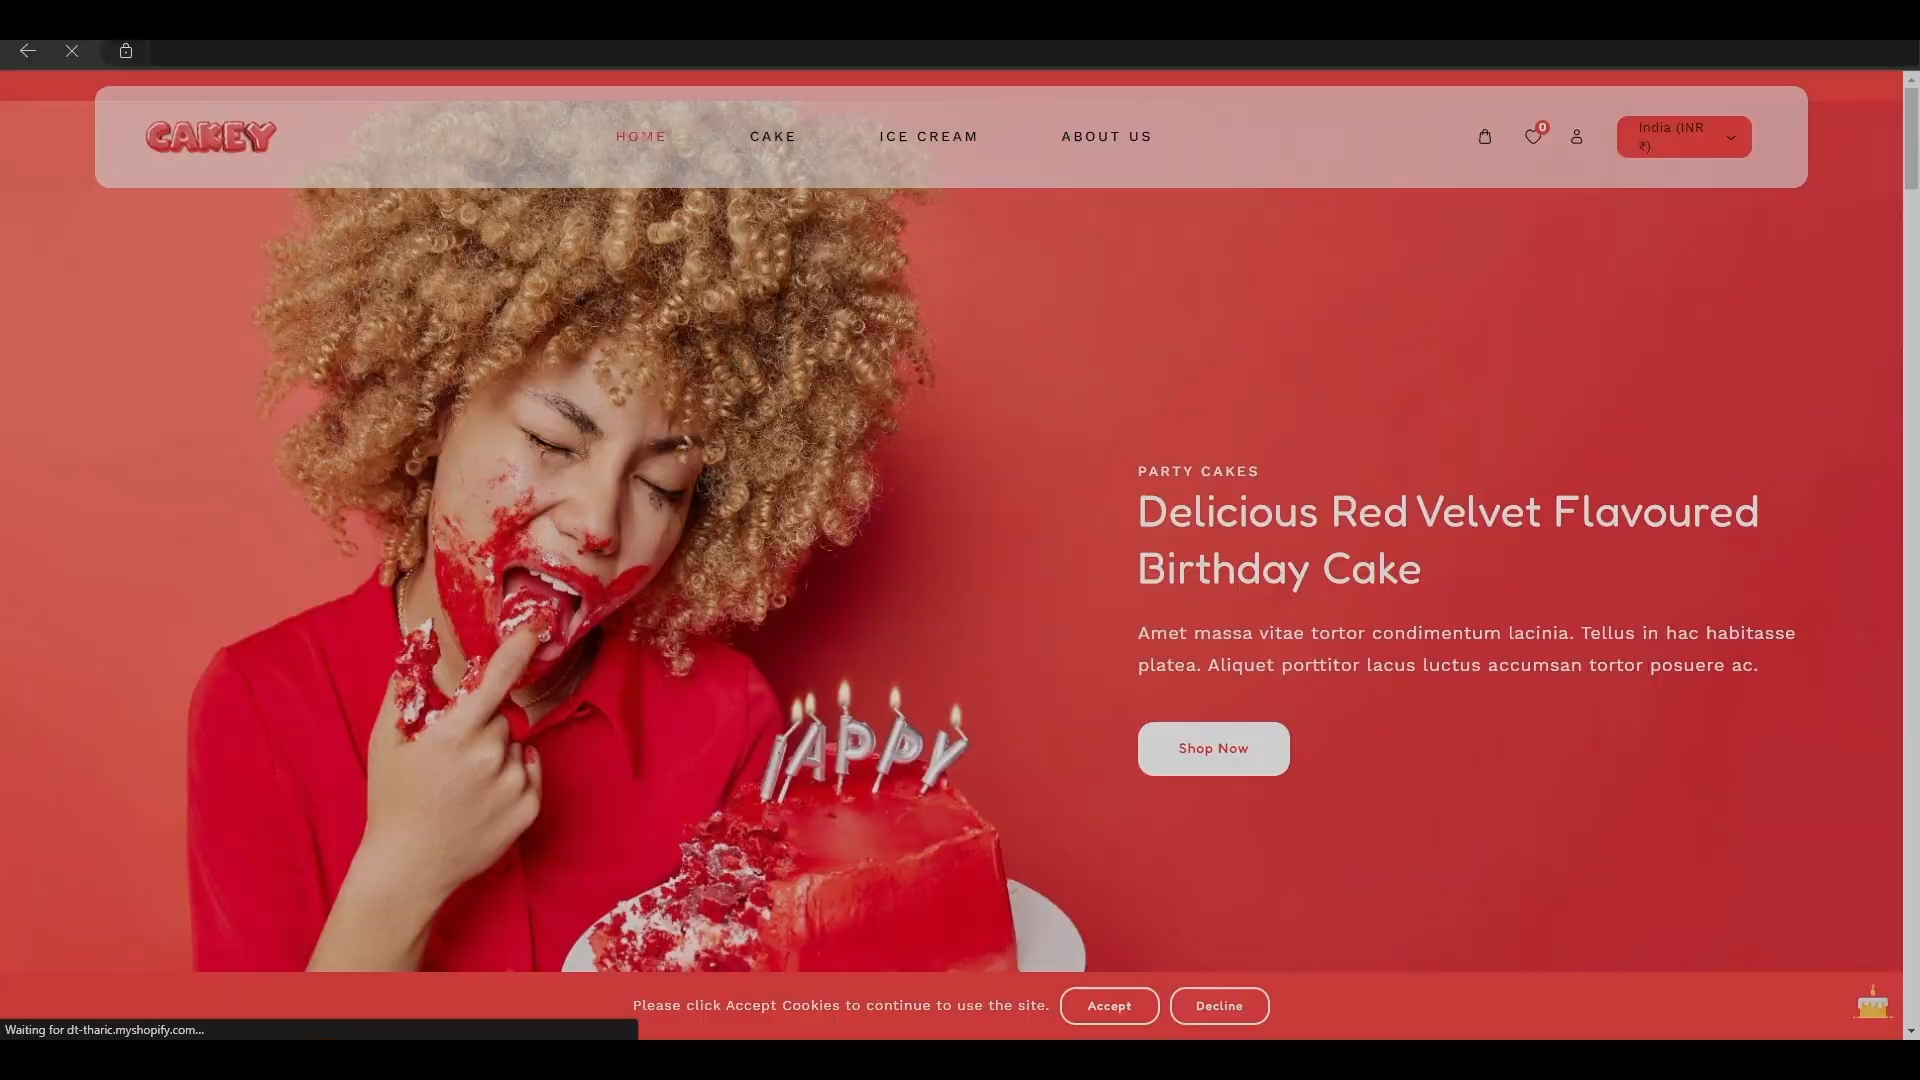 CAKEY
HOME
CAKE
ICE CREAM
ABOUT US
0
India (INR
₹)
PARTY CAKES
Delicious Red Velvet Flavoured
Birthday Cake
Amet massa vitae tortor condimentum lacinia. Tellus in hac habitasse
platea. Aliquet porttitor lacus luctus accumsan tortor posuere ac.
Shop Now
APPY
Please click Accept Cookies to continue to use the site.
Accept
Decline
Waiting for dt-tharic.myshopify.com...